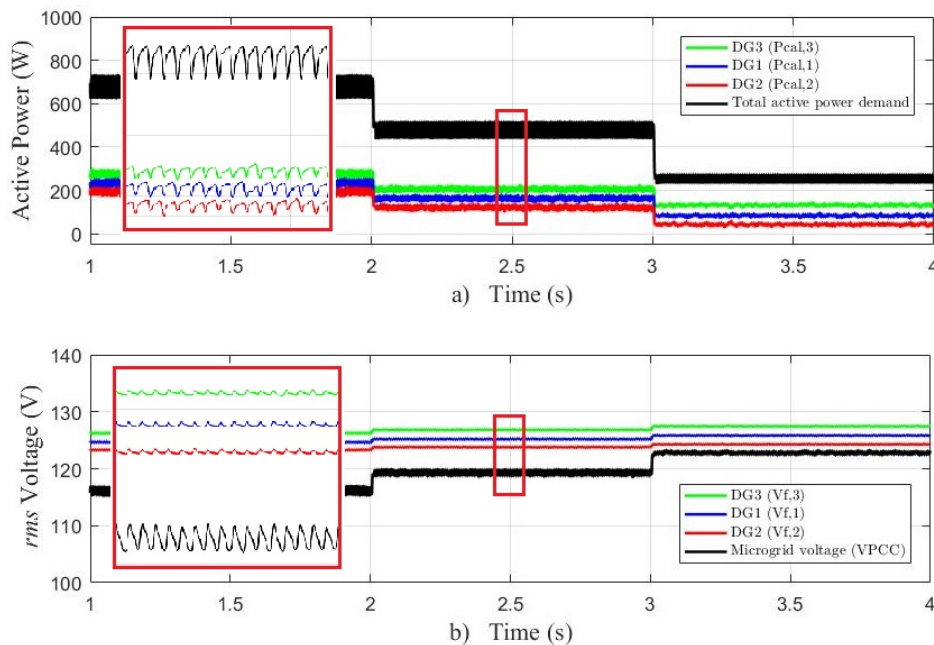 1000
800
600
400
200
0
Active Power (W)
DG3 (Pcal,3)
DG1 (Pcal,1)
DG2 (Pcal,2)
Total active power demand
1 1.5 2 2.5 3 3.5 4
a) Time (s)
140
130
120
110
100
rms Voltage (V)
DG3 (Vf,3)
DG1 (Vf,1)
DG2 (Vf,2)
Microgrid voltage (VPCC)
1 1.5 2 2.5 3 3.5 4
b) Time (s)